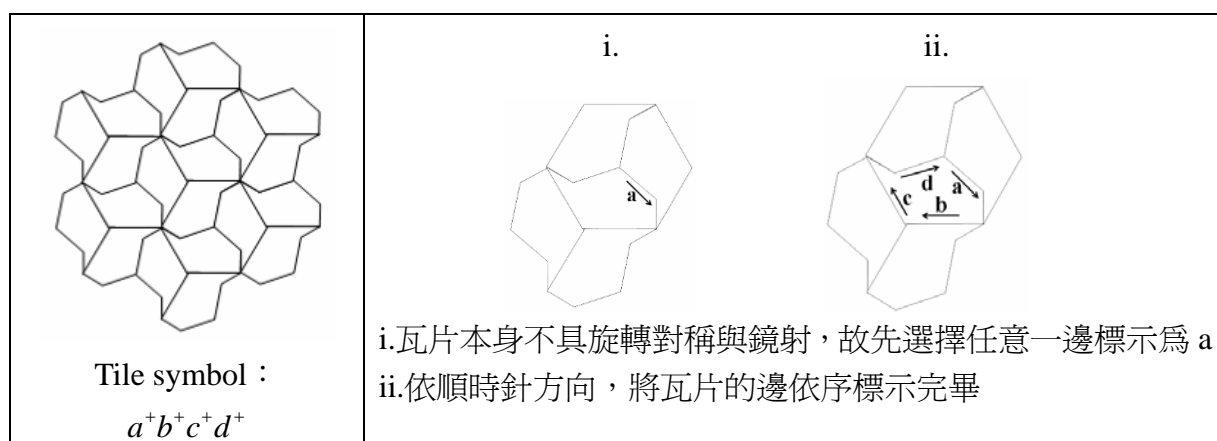 Tile symbol：
a⁺b⁺c⁺d⁺
i.
ii.
a
d
a
c
b
i.瓦片本身不具旋轉對稱與鏡射，故先選擇任意一邊標示為 a
ii.依順時針方向，將瓦片的邊依序標示完畢